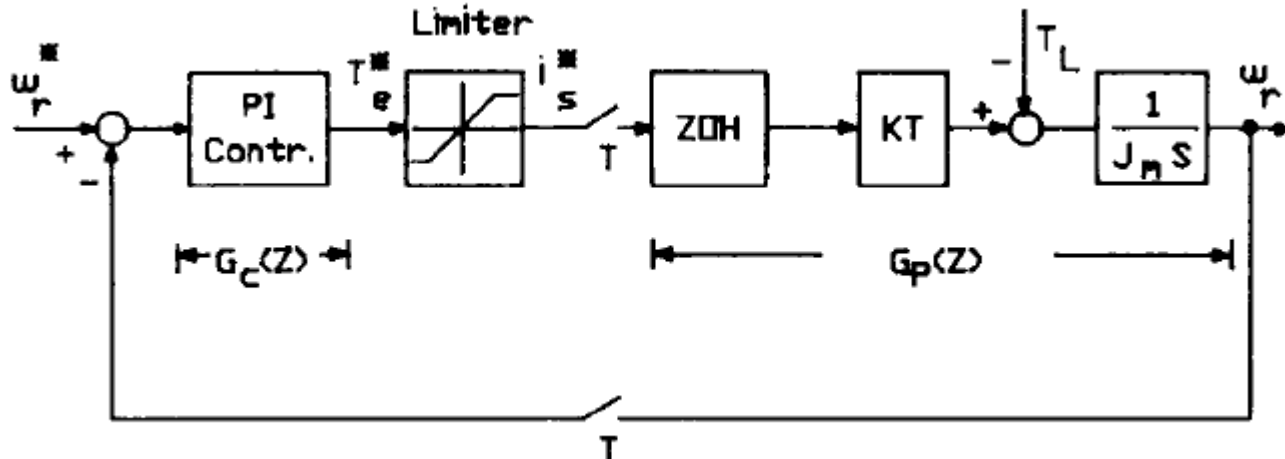 Limiter
ω*r
+
-
PI
Contr.
T*e
i*s
T
ZOH
KT
+
-
TL
1
JmS
ωr
Gc(Z)
Gp(Z)
T